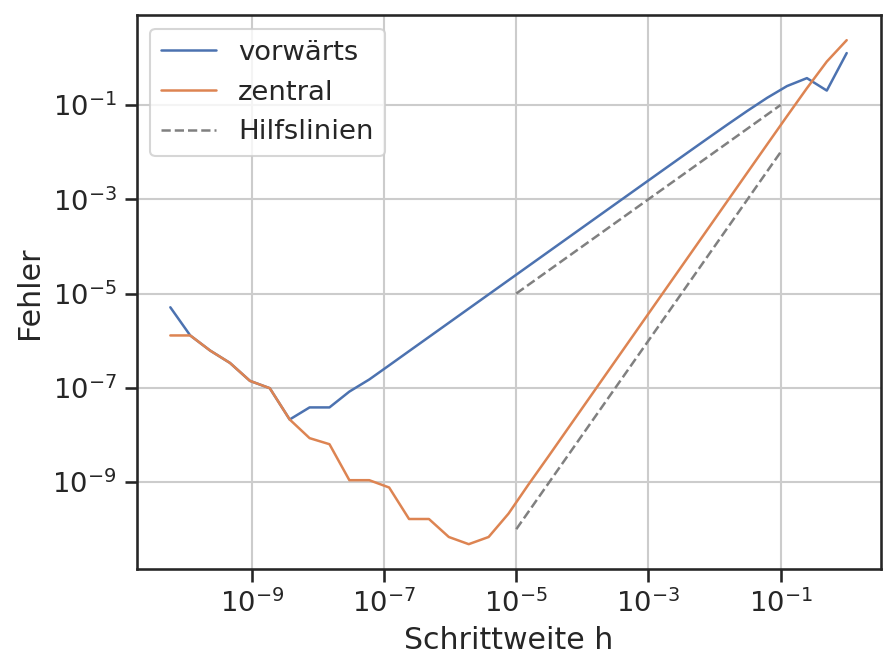 vorwärts
zentral
Hilfslinien
10⁻¹
10⁻³
10⁻⁵
10⁻⁷
10⁻⁹
Fehler
10⁻⁹ 10⁻⁷ 10⁻⁵ 10⁻³ 10⁻¹
Schrittweite h